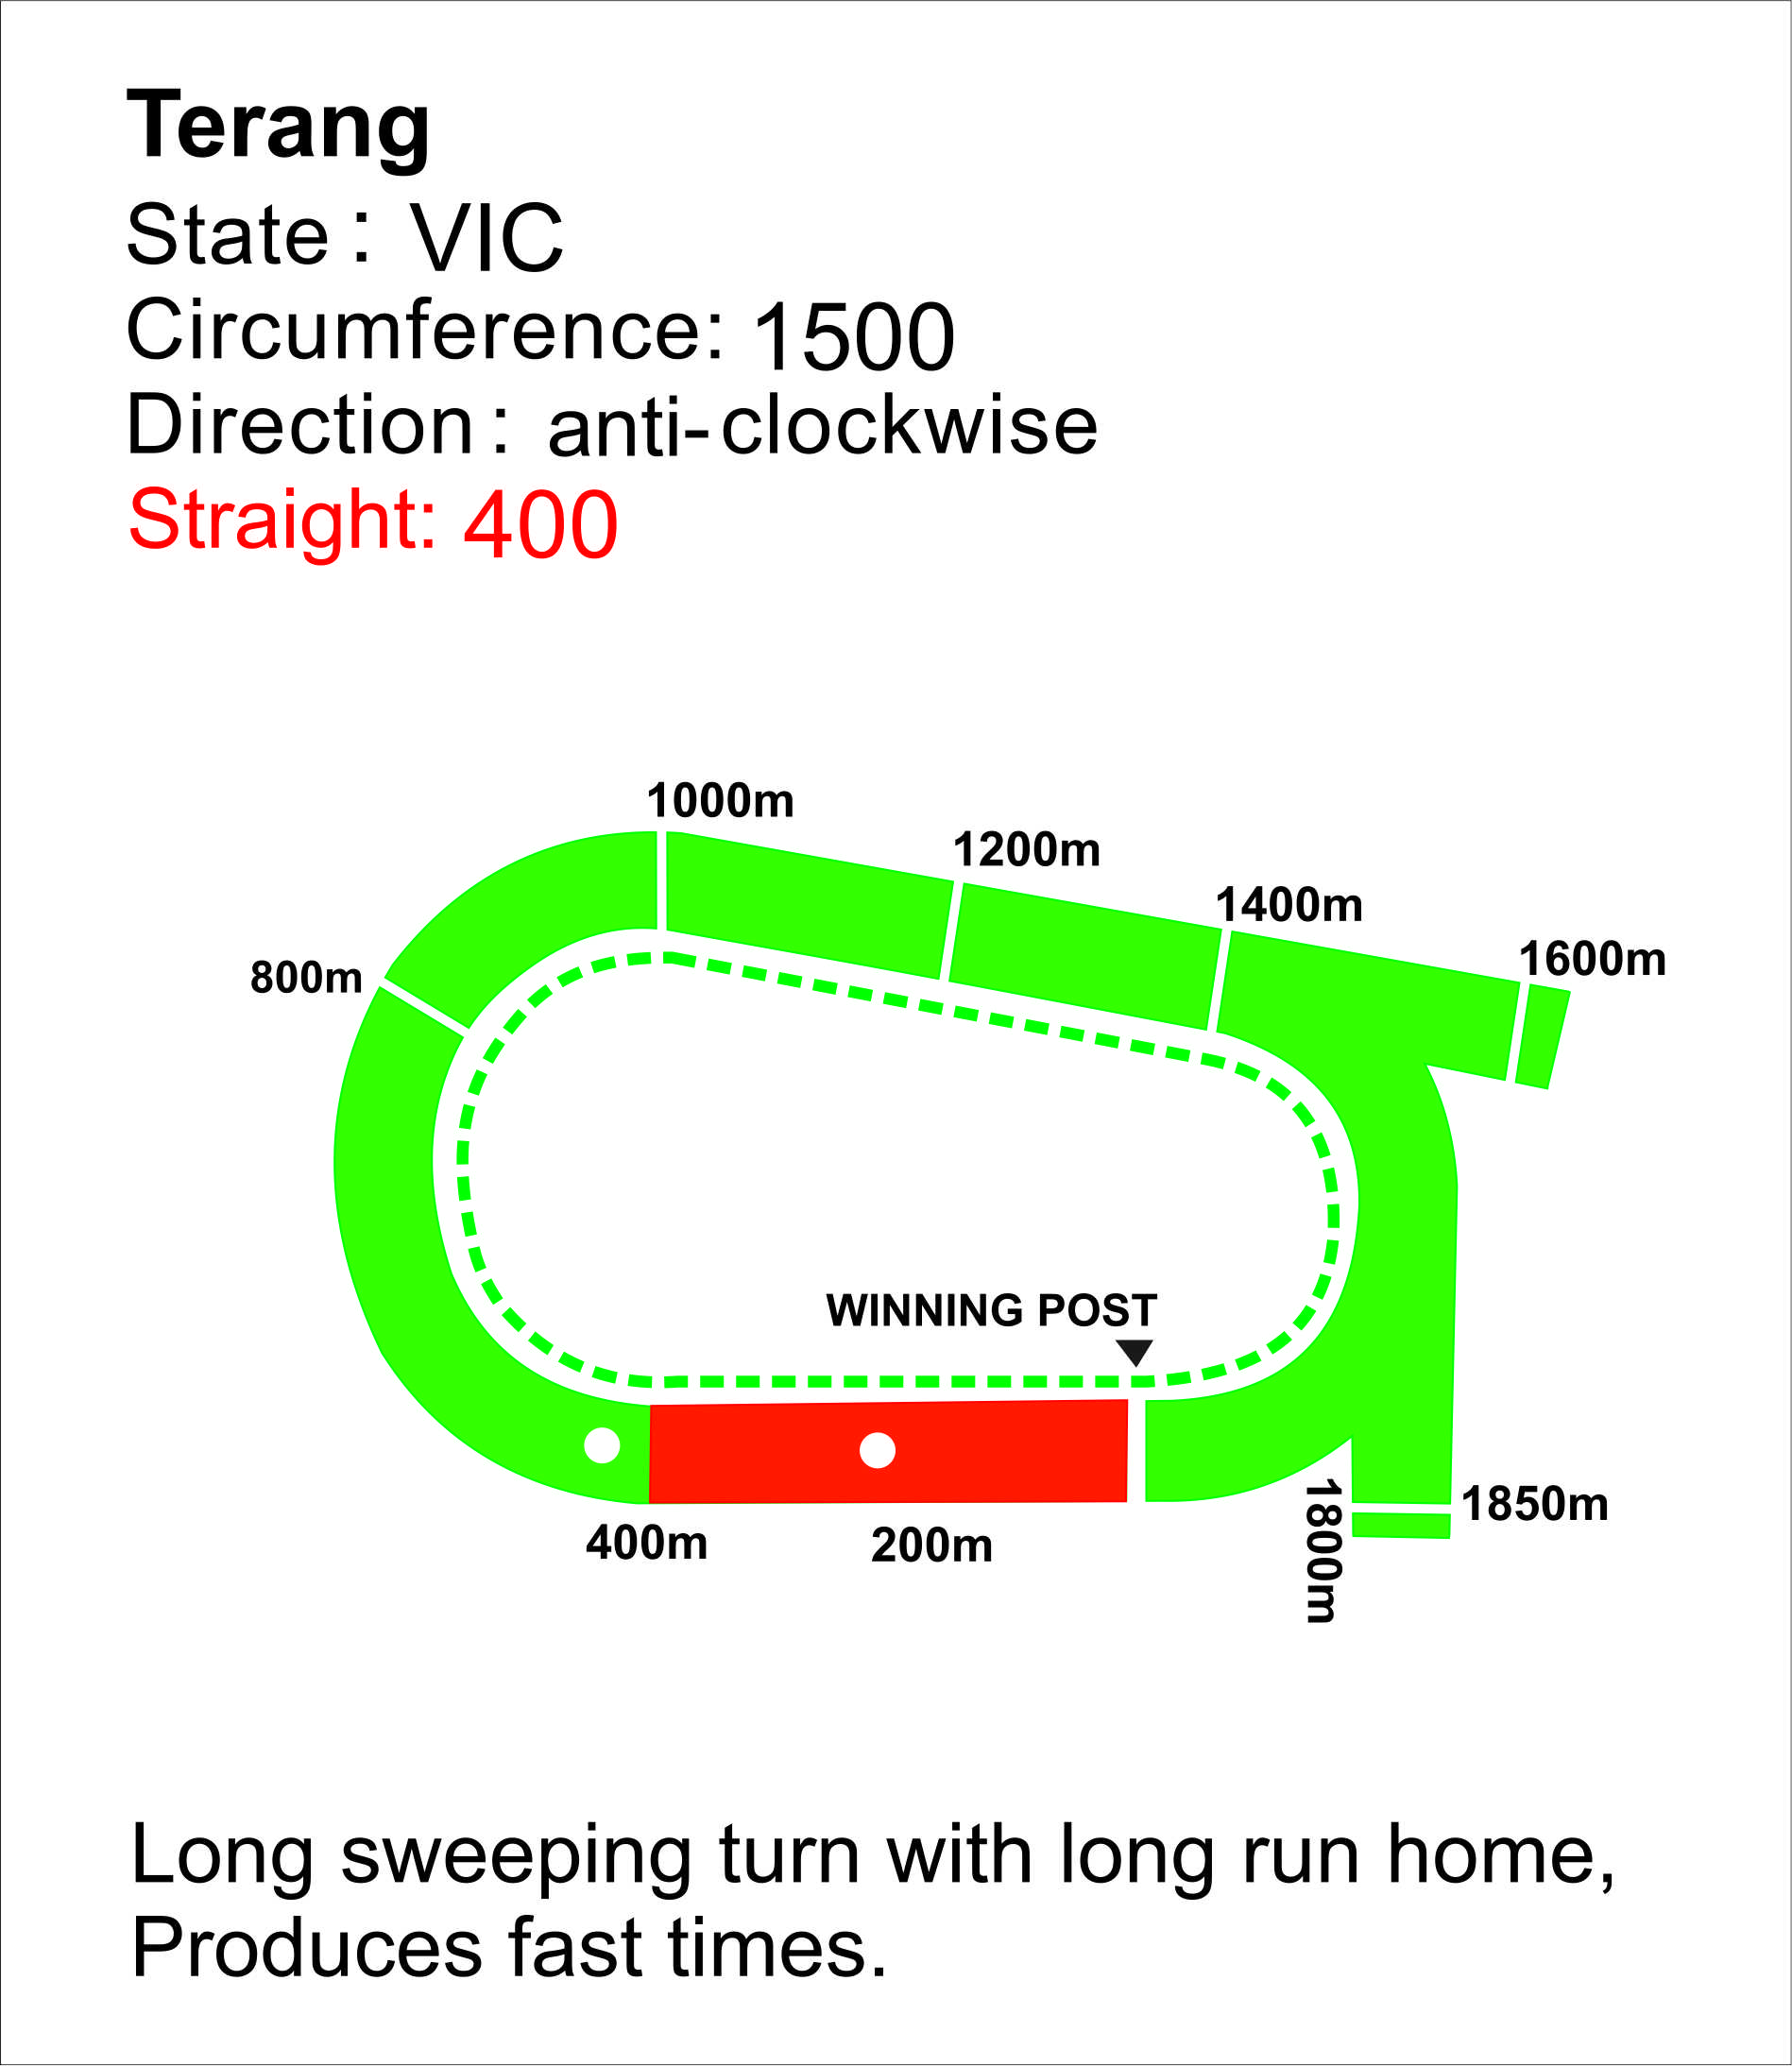 Terang
State : VIC
Circumference: 1500
Direction : anti-clockwise
Straight: 400
1000m
1200m
1400m
1600m
800m
WINNING POST
1850m
1800m
400m
200m
Long sweeping turn with long run home,
Produces fast times.